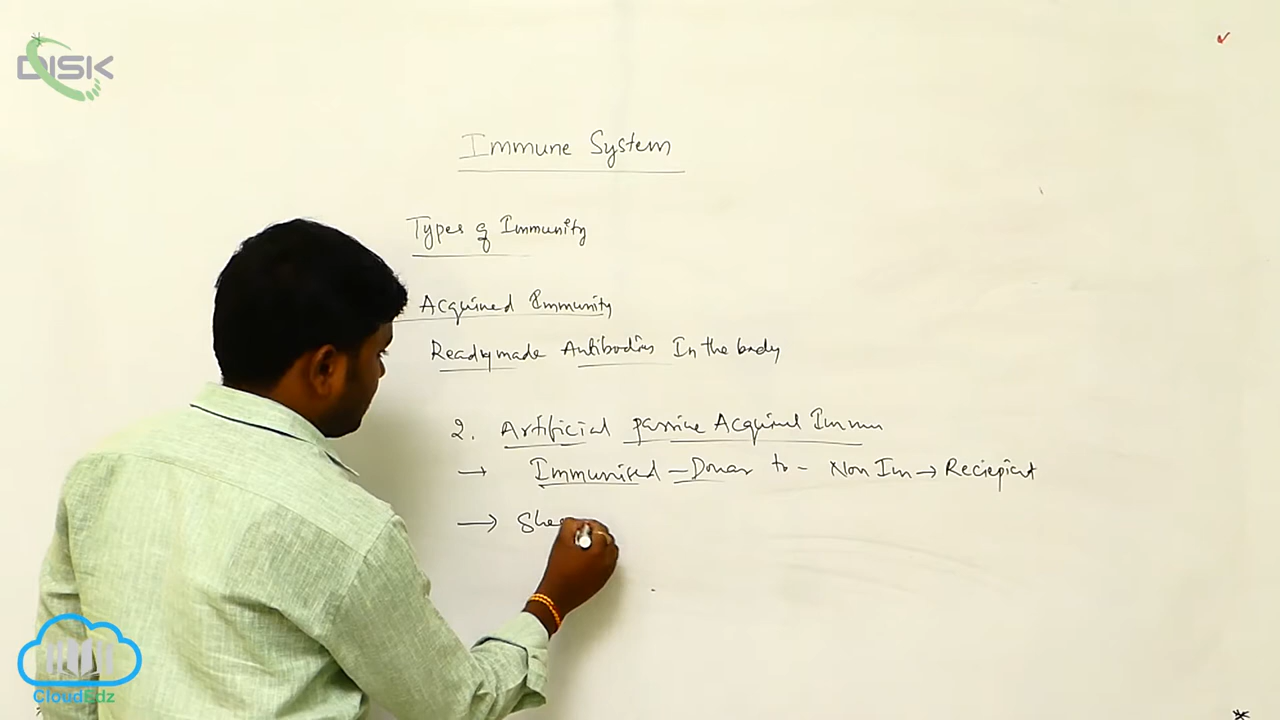 DISK
Immune System
Types of Immunity
Acquired Immunity
Readymade Antibodies In the body
2. Artificial passive Acquired Immu
→ Immunised - Donar to - Non Im → Reciepient
→ She
CloudEdz